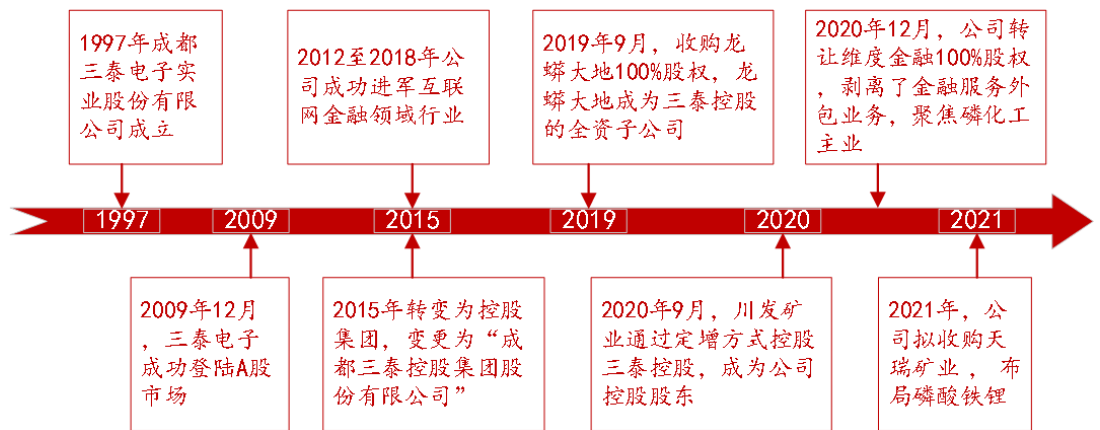 1997年成都
三泰电子实
业股份有限
公司成立
2012至2018年公
司成功进军互联
网金融领域行业
2019年9月，收购龙
蟒大地100%股权，龙
蟒大地成为三泰控股
的全资子公司
2020年12月，公司转
让维度金融100%股权
，剥离了金融服务外
包业务，聚焦磷化工
主业
1997
2009
2015
2019
2020
2021
2009年12月
，三泰电子
成功登陆A股
市场
2015年转变为控股
集团，变更为“成
都三泰控股集团股
份有限公司”
2020年9月，川发矿
业通过定增方式控股
三泰控股，成为公司
控股股东
2021年，公
司拟收购天
瑞矿业，布
局磷酸铁锂